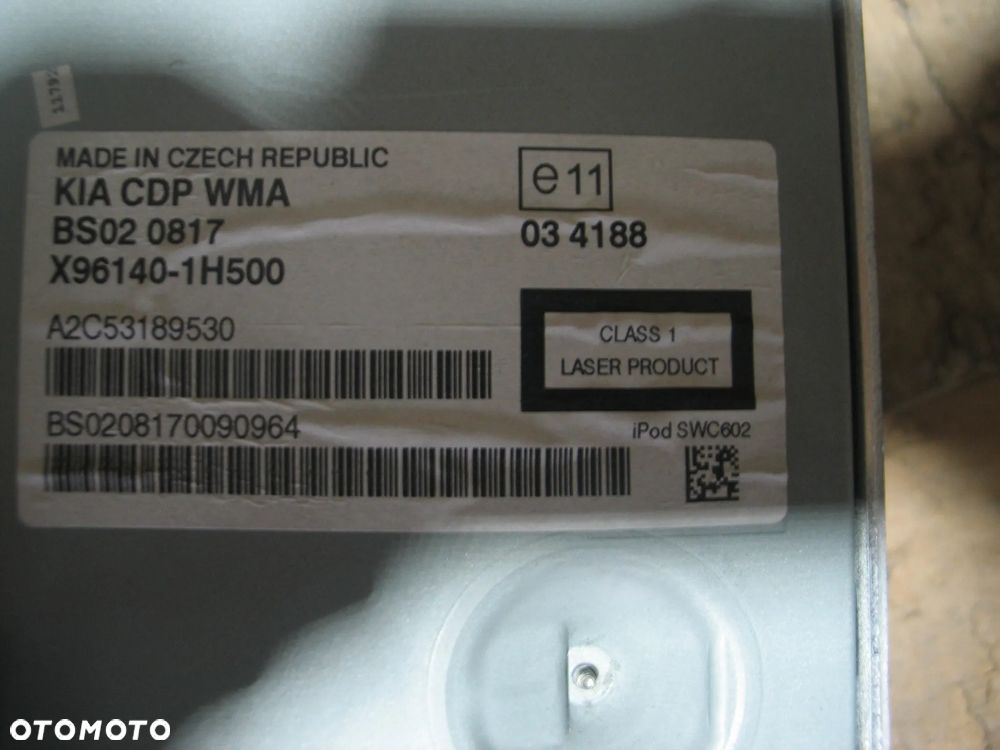 MADE IN CZECH REPUBLIC
KIA CDP WMA
BS02 0817
X96140-1H500
e11
03 4188
A2C53189530
CLASS 1
LASER PRODUCT
BS0208170090964
iPod SWC602
OTOMOTO